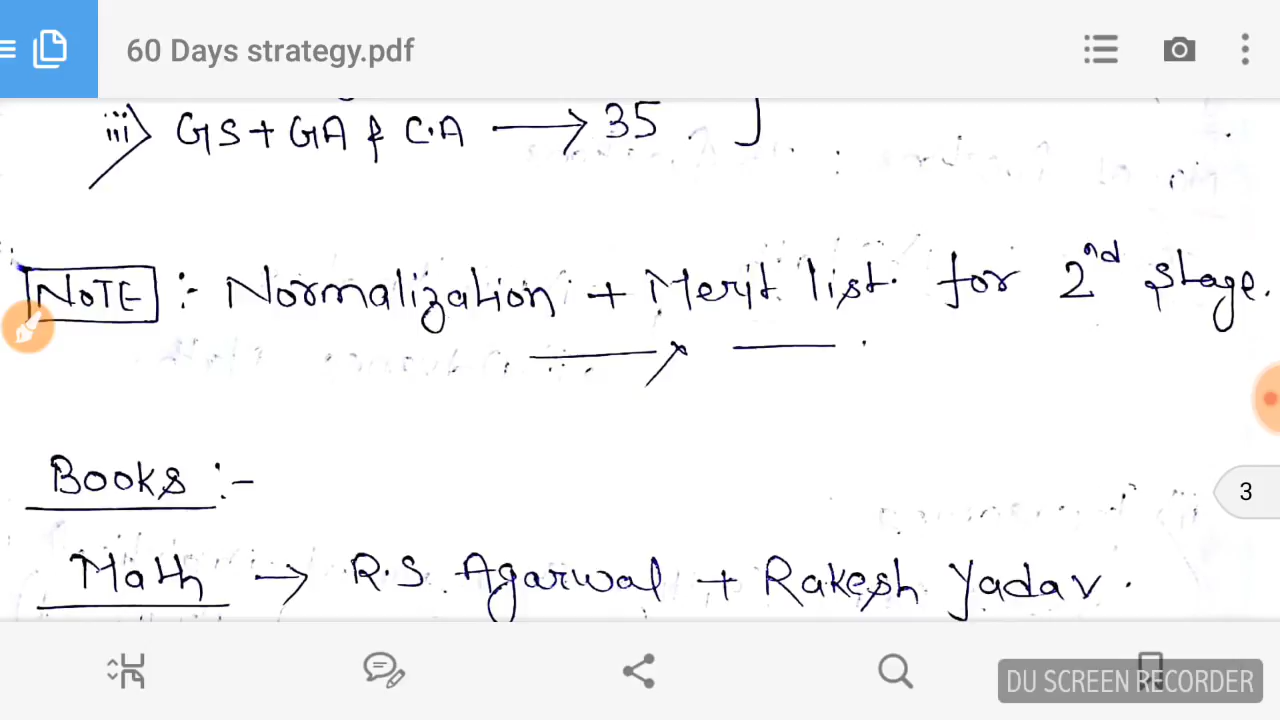 60 Days strategy.pdf
iii) GS + GA & C.A → 35
NOTE :- Normalization + Merit list for 2nd stage.
3
Books :-
Math → R.S. Agarwal + Rakesh Yadav.
DU SCREEN RECORDER